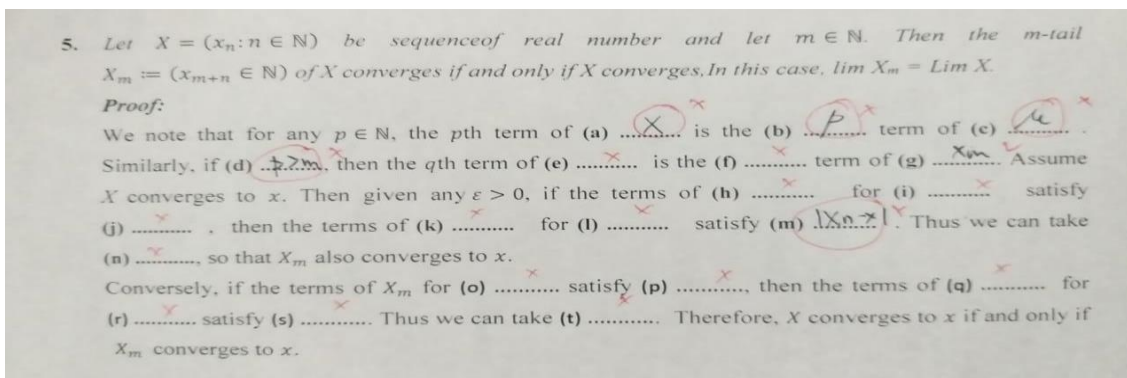 5. Let X = (xₙ: n ∈ ℕ) be sequenceof real number and let m ∈ ℕ. Then the m-tail
Xₘ := (xₘ₊ₙ ∈ ℕ) of X converges if and only if X converges, In this case, lim Xₘ = Lim X.
Proof:
We note that for any p ∈ ℕ, the pth term of (a) ..X.. is the (b) ..P.. term of (c) ........... .
Similarly, if (d) ..p≥m.. then the qth term of (e) ........... is the (f) ........... term of (g) ..Xm.. Assume
X converges to x. Then given any ε > 0, if the terms of (h) ........... for (i) ........... satisfy
(j) ........... , then the terms of (k) ........... for (l) ........... satisfy (m) |Xn-x|. Thus we can take
(n) ..........., so that Xₘ also converges to x.
Conversely, if the terms of Xₘ for (o) ........... satisfy (p) ..........., then the terms of (q) ........... for
(r) ........... satisfy (s) ............ Thus we can take (t) ............ Therefore, X converges to x if and only if
Xₘ converges to x.